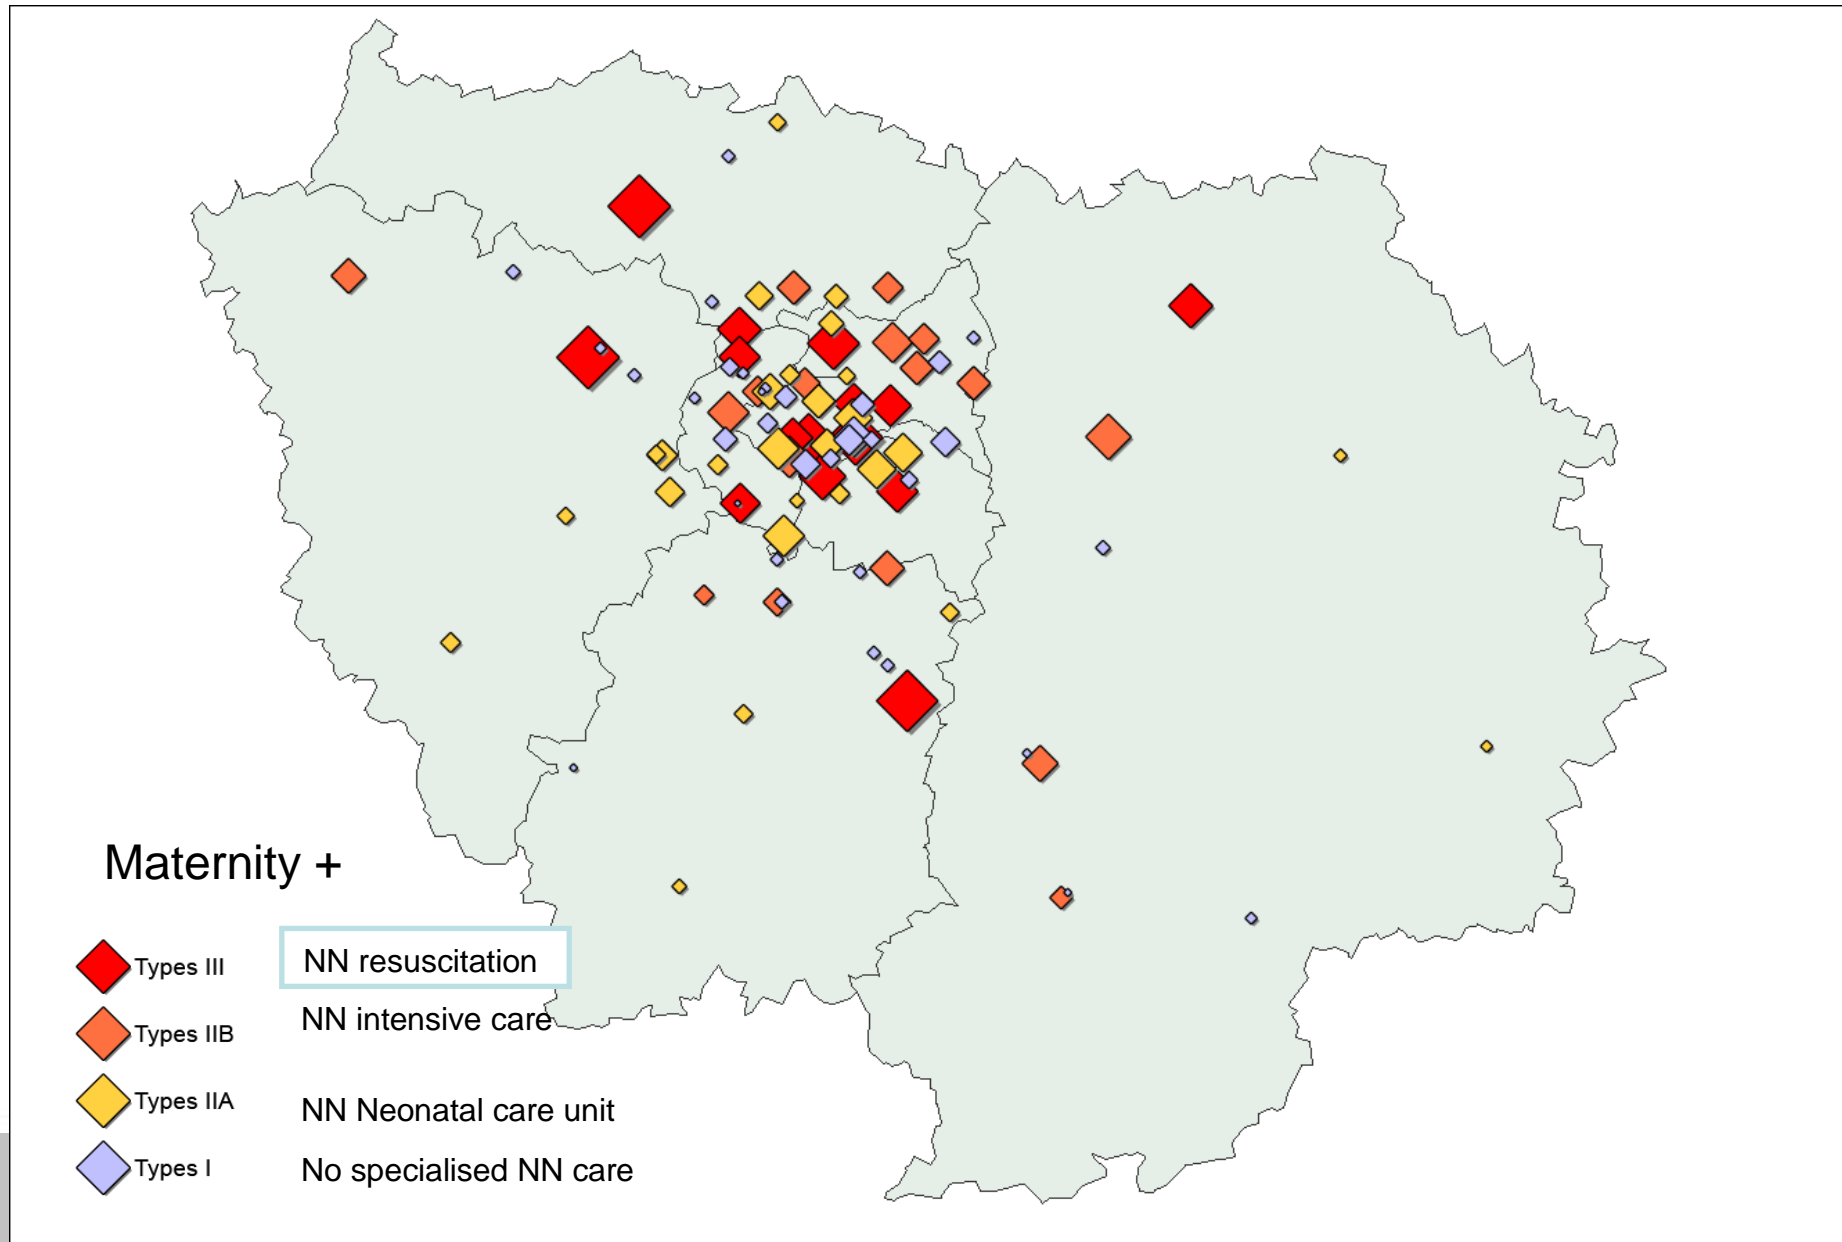 Maternity +
Types III NN resuscitation
Types IIB NN intensive care
Types IIA NN Neonatal care unit
Types I No specialised NN care